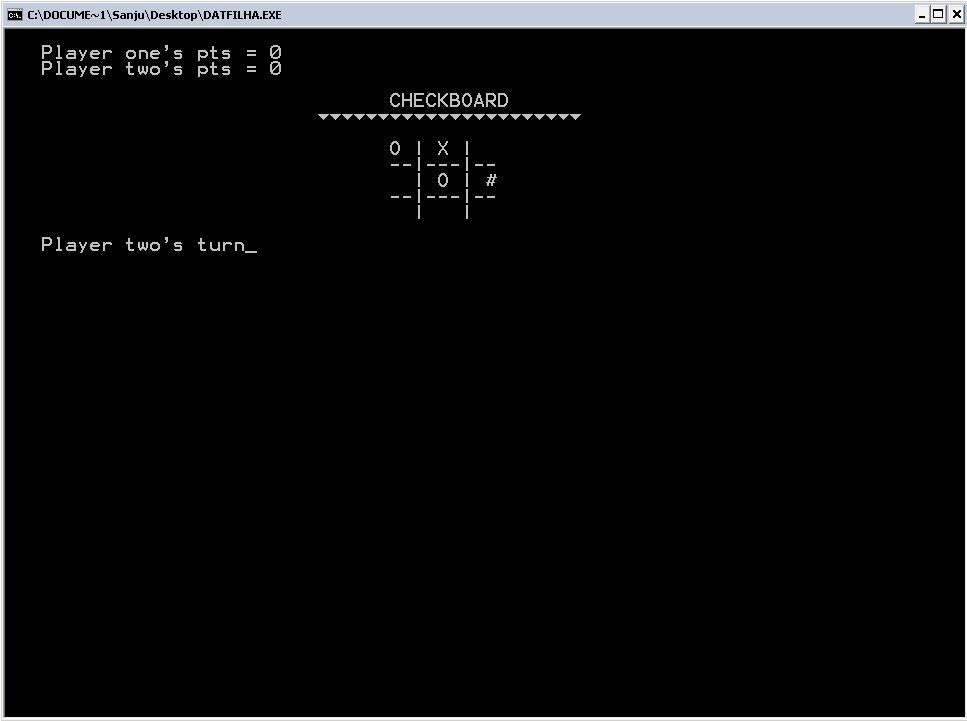 C:\DOCUME~1\Sanju\Desktop\DATFILHA.EXE
Player one's pts = 0
Player two's pts = 0
CHECKBOARD
▼▼▼▼▼▼▼▼▼▼▼▼▼▼▼▼▼▼▼▼▼▼
O | X |
--|---|--
| O | #
--|---|--
| |
Player two's turn_